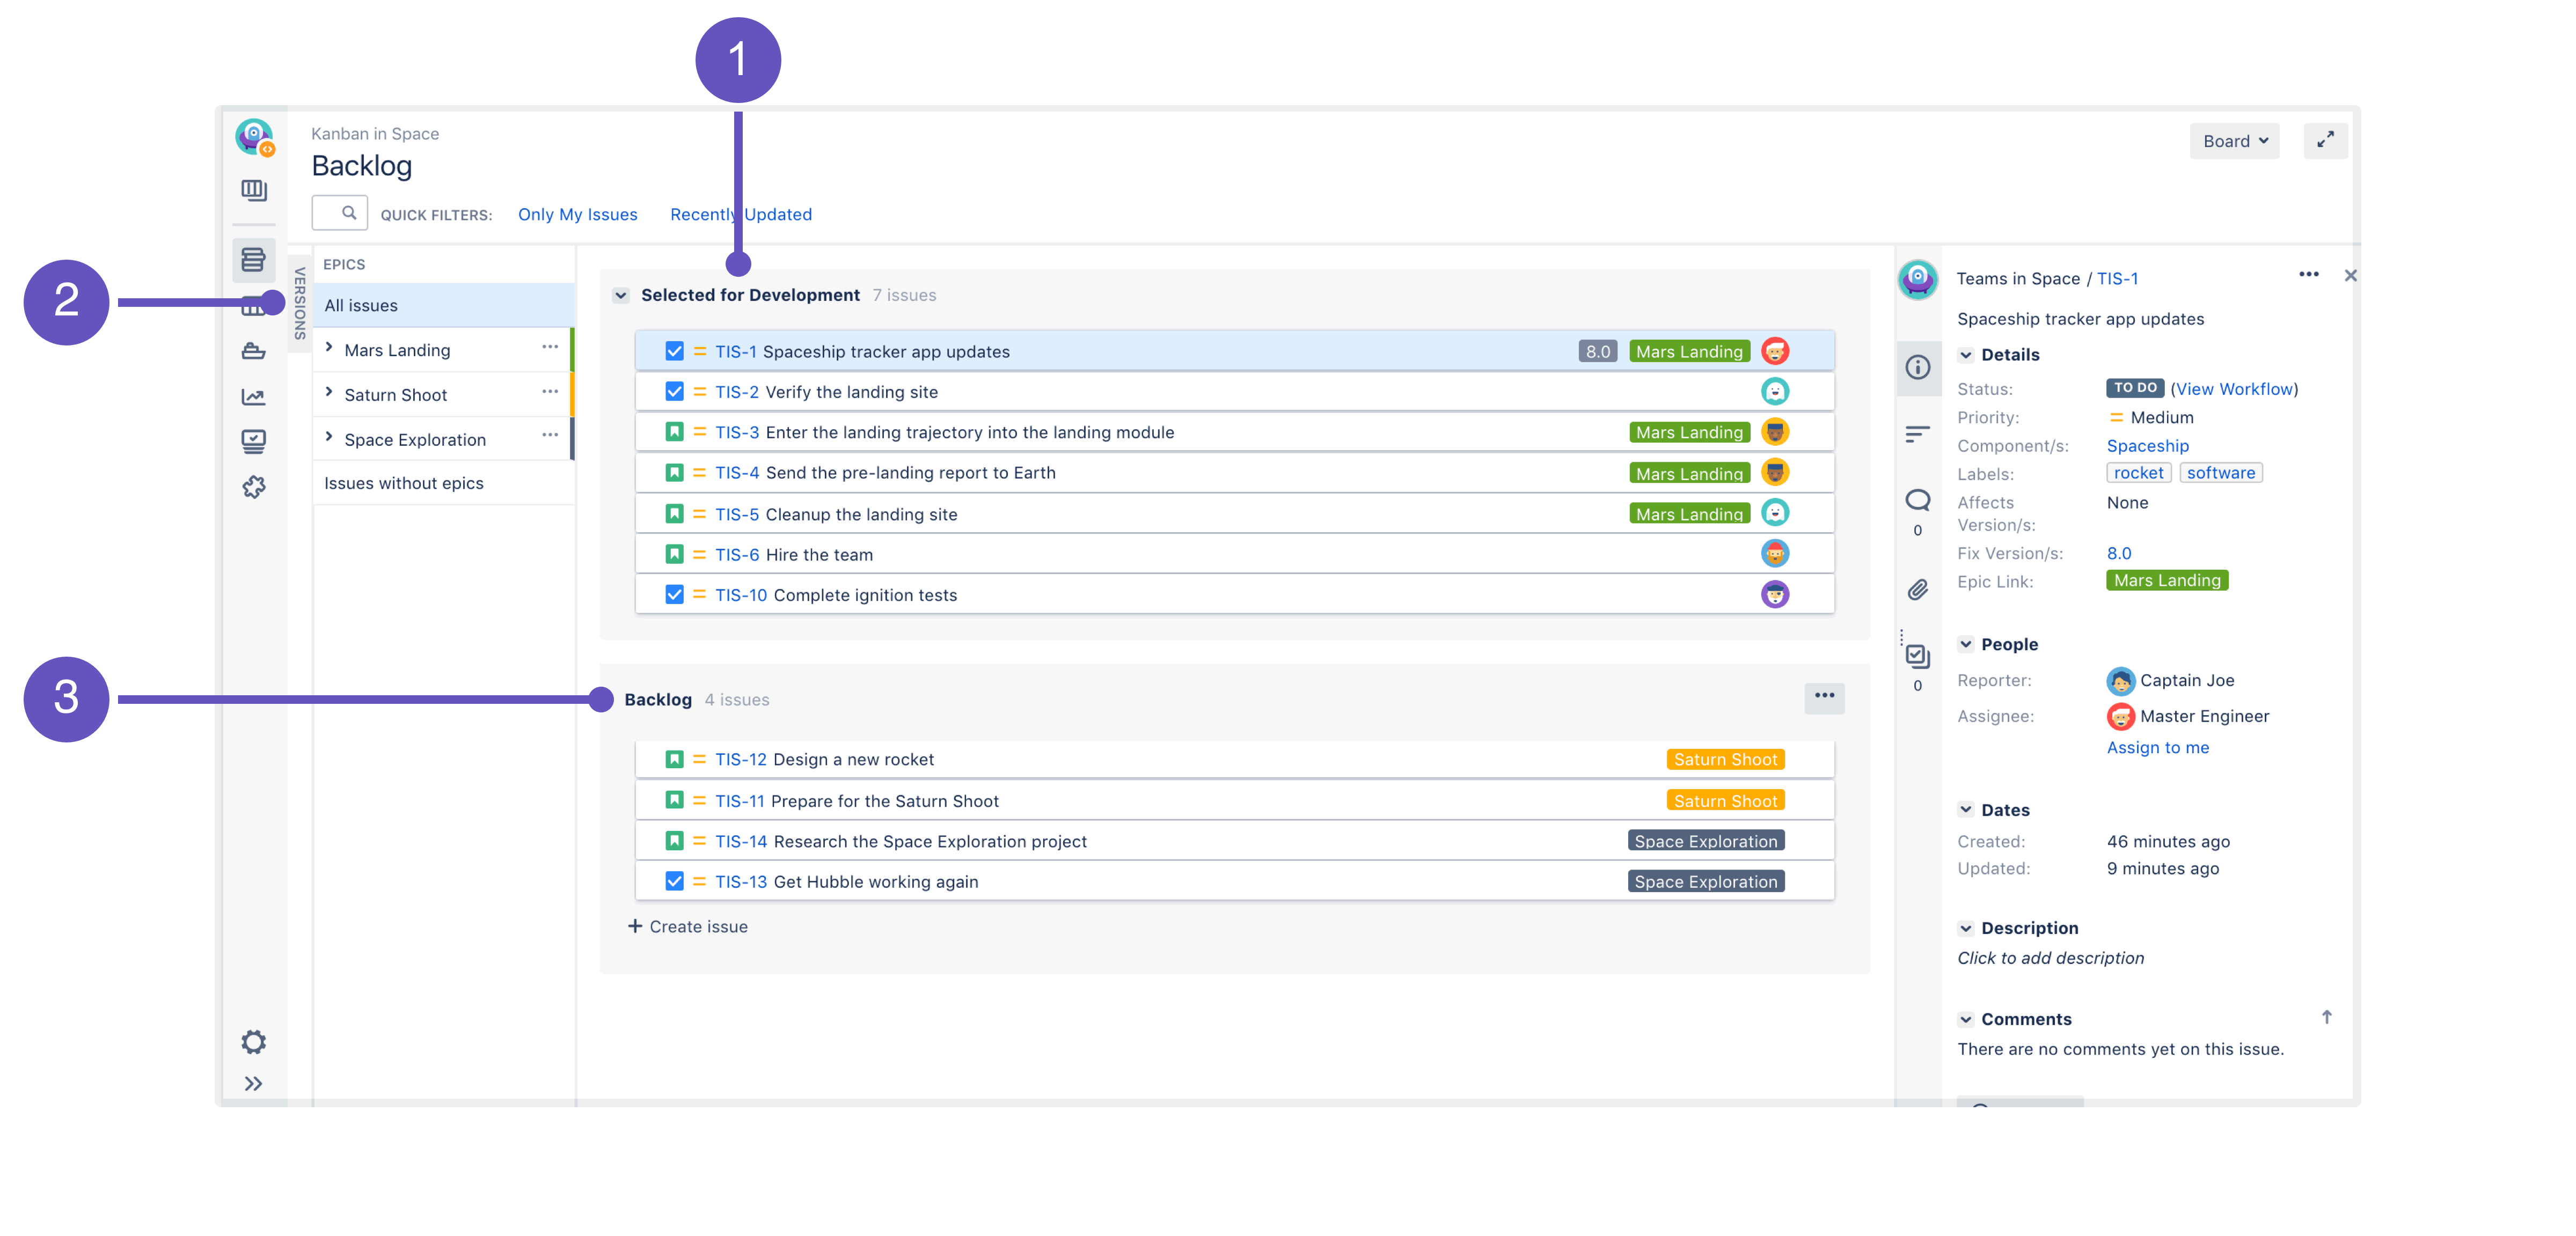 1
Kanban in Space
Backlog
Board
QUICK FILTERS: Only My Issues Recently Updated
2
VERSIONS
EPICS
All issues
Mars Landing
Saturn Shoot
Space Exploration
Issues without epics
Selected for Development 7 issues
TIS-1 Spaceship tracker app updates 8.0 Mars Landing
TIS-2 Verify the landing site
TIS-3 Enter the landing trajectory into the landing module Mars Landing
TIS-4 Send the pre-landing report to Earth Mars Landing
TIS-5 Cleanup the landing site Mars Landing
TIS-6 Hire the team
TIS-10 Complete ignition tests
3
Backlog 4 issues
TIS-12 Design a new rocket Saturn Shoot
TIS-11 Prepare for the Saturn Shoot Saturn Shoot
TIS-14 Research the Space Exploration project Space Exploration
TIS-13 Get Hubble working again Space Exploration
Create issue
0
0
Teams in Space / TIS-1
Spaceship tracker app updates
Details
Status: TO DO (View Workflow)
Priority: Medium
Component/s: Spaceship
Labels: rocket software
Affects None
Version/s:
Fix Version/s: 8.0
Epic Link: Mars Landing
People
Reporter: Captain Joe
Assignee: Master Engineer
Assign to me
Dates
Created: 46 minutes ago
Updated: 9 minutes ago
Description
Click to add description
Comments
There are no comments yet on this issue.